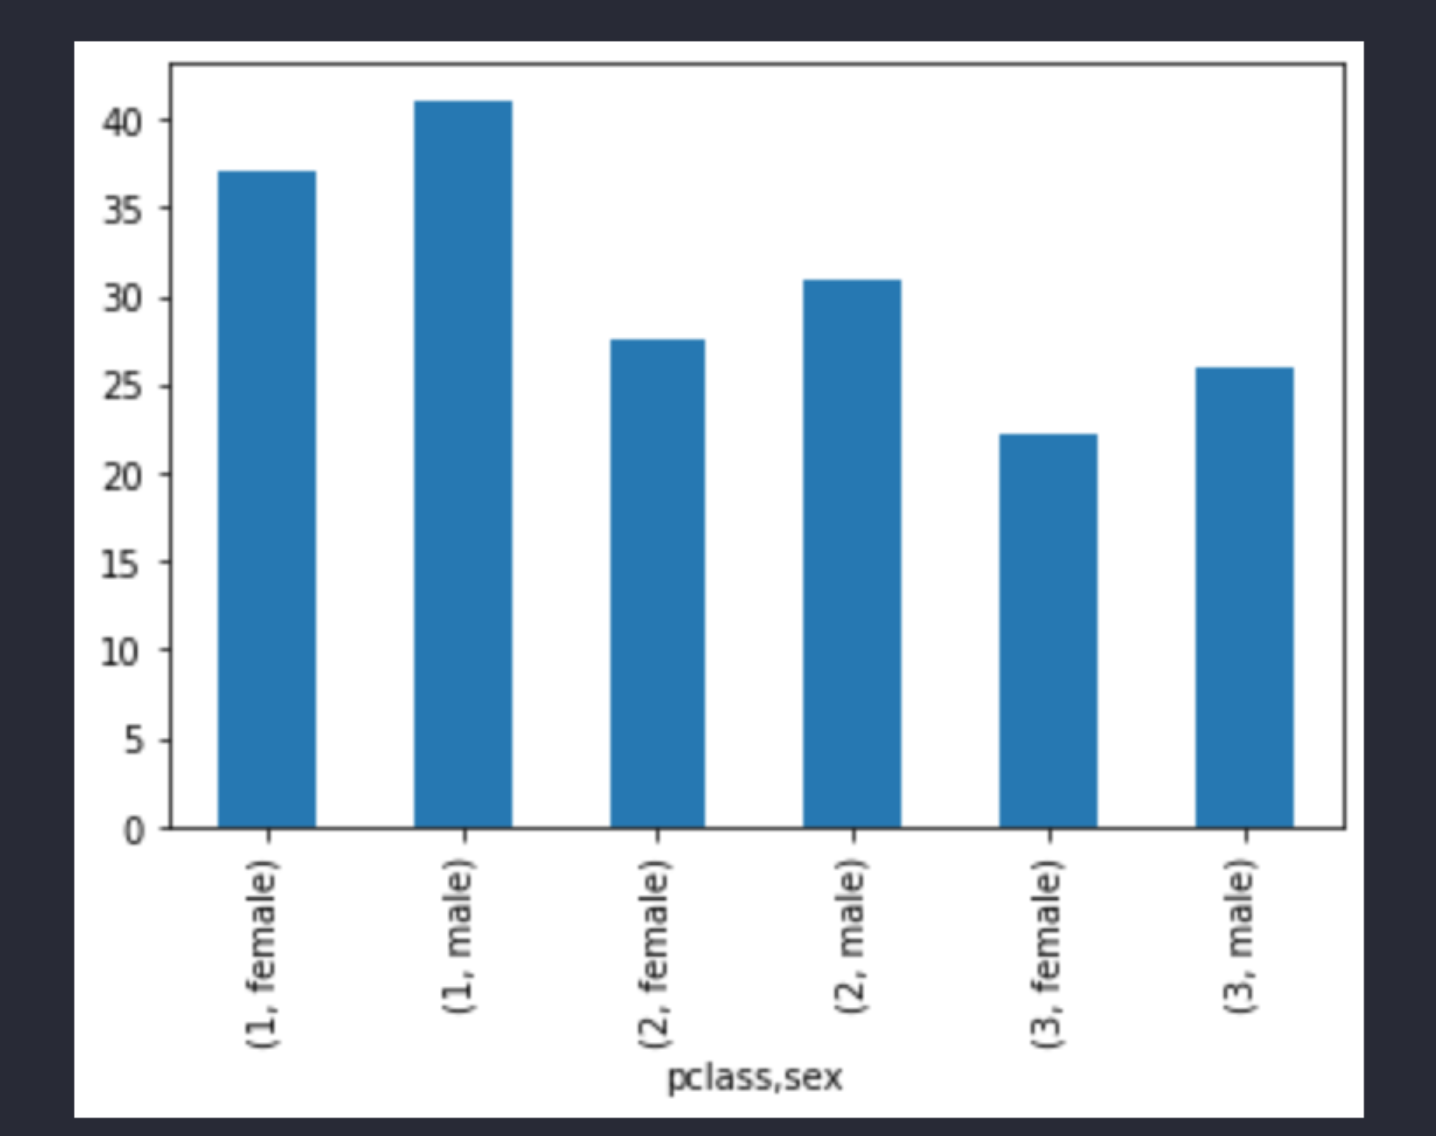 40
35
30
25
20
15
10
5
0
(1, female)
(1, male)
(2, female)
(2, male)
(3, female)
(3, male)
pclass,sex